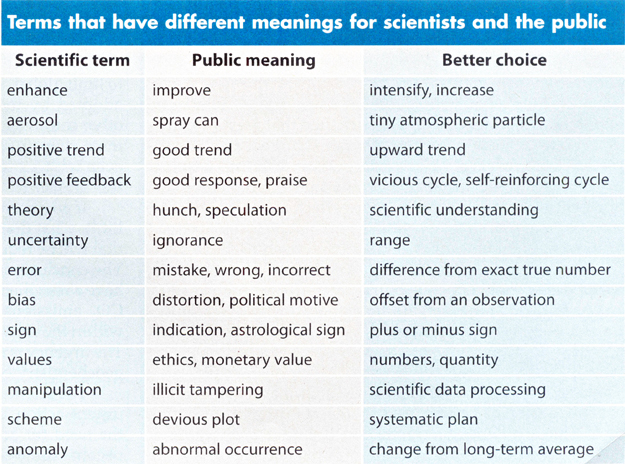 Terms that have different meanings for scientists and the public
Scientific term Public meaning Better choice
enhance improve intensify, increase
aerosol spray can tiny atmospheric particle
positive trend good trend upward trend
positive feedback good response, praise vicious cycle, self-reinforcing cycle
theory hunch, speculation scientific understanding
uncertainty ignorance range
error mistake, wrong, incorrect difference from exact true number
bias distortion, political motive offset from an observation
sign indication, astrological sign plus or minus sign
values ethics, monetary value numbers, quantity
manipulation illicit tampering scientific data processing
scheme devious plot systematic plan
anomaly abnormal occurrence change from long-term average